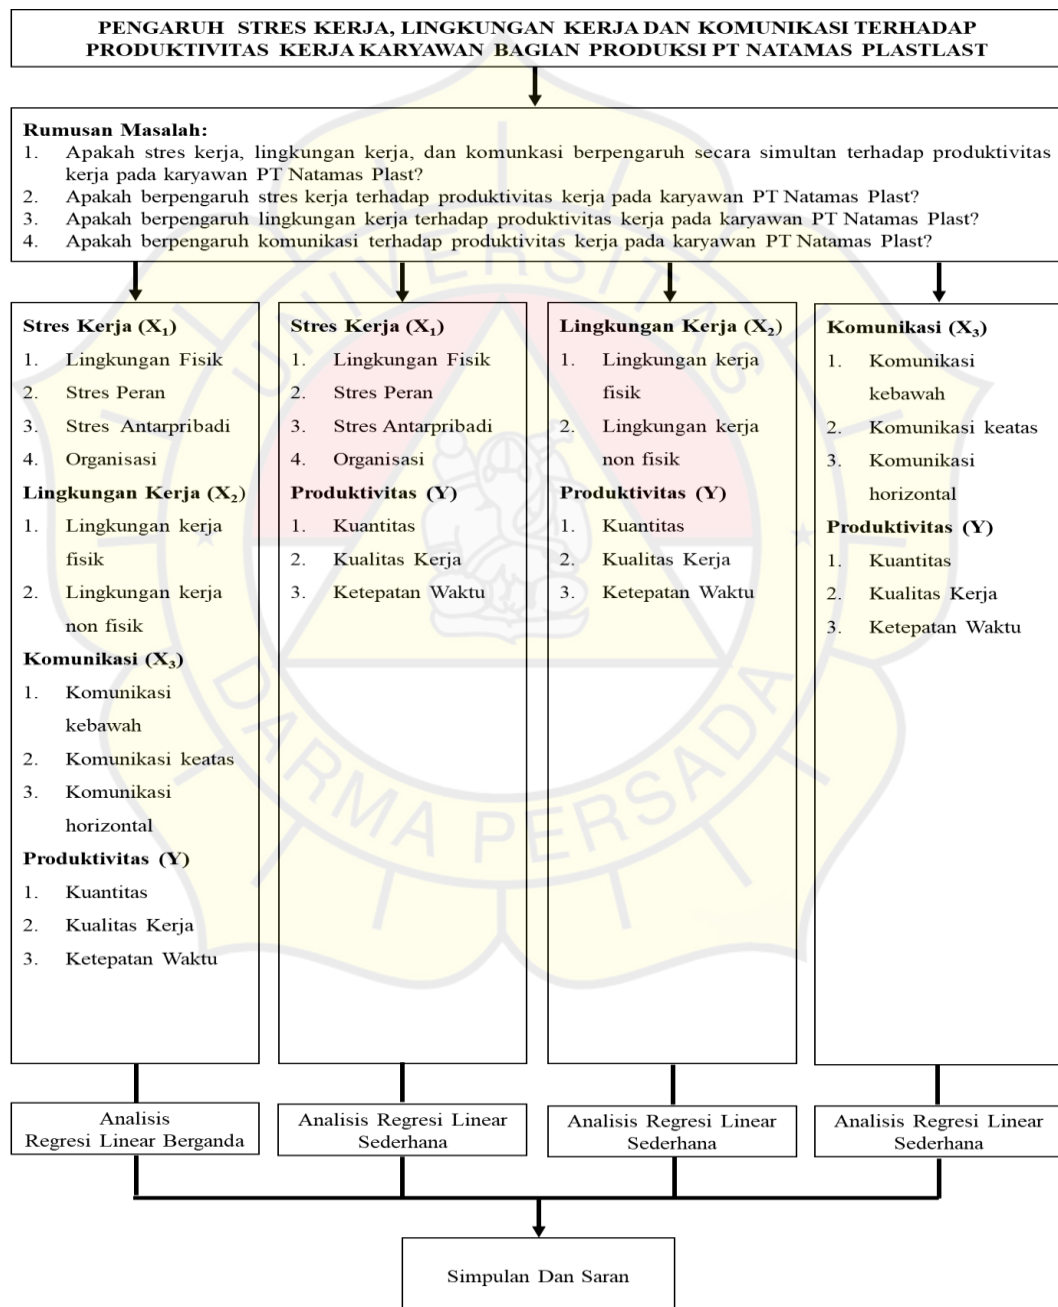 PENGARUH STRES KERJA, LINGKUNGAN KERJA DAN KOMUNIKASI TERHADAP
PRODUKTIVITAS KERJA KARYAWAN BAGIAN PRODUKSI PT NATAMAS PLASTLAST
Rumusan Masalah:
1. Apakah stres kerja, lingkungan kerja, dan komunkasi berpengaruh secara simultan terhadap produktivitas
kerja pada karyawan PT Natamas Plast?
2. Apakah berpengaruh stres kerja terhadap produktivitas kerja pada karyawan PT Natamas Plast?
3. Apakah berpengaruh lingkungan kerja terhadap produktivitas kerja pada karyawan PT Natamas Plast?
4. Apakah berpengaruh komunikasi terhadap produktivitas kerja pada karyawan PT Natamas Plast?
Stres Kerja (X₁)
1. Lingkungan Fisik
2. Stres Peran
3. Stres Antarpribadi
4. Organisasi
Lingkungan Kerja (X₂)
1. Lingkungan kerja
fisik
2. Lingkungan kerja
non fisik
Komunikasi (X₃)
1. Komunikasi
kebawah
2. Komunikasi keatas
3. Komunikasi
horizontal
Produktivitas (Y)
1. Kuantitas
2. Kualitas Kerja
3. Ketepatan Waktu
Stres Kerja (X₁)
1. Lingkungan Fisik
2. Stres Peran
3. Stres Antarpribadi
4. Organisasi
Produktivitas (Y)
1. Kuantitas
2. Kualitas Kerja
3. Ketepatan Waktu
Lingkungan Kerja (X₂)
1. Lingkungan kerja
fisik
2. Lingkungan kerja
non fisik
Produktivitas (Y)
1. Kuantitas
2. Kualitas Kerja
3. Ketepatan Waktu
Komunikasi (X₃)
1. Komunikasi
kebawah
2. Komunikasi keatas
3. Komunikasi
horizontal
Produktivitas (Y)
1. Kuantitas
2. Kualitas Kerja
3. Ketepatan Waktu
Analisis
Regresi Linear Berganda
Analisis Regresi Linear
Sederhana
Analisis Regresi Linear
Sederhana
Analisis Regresi Linear
Sederhana
Simpulan Dan Saran
UNIVERSITAS
DARMA PERSADA